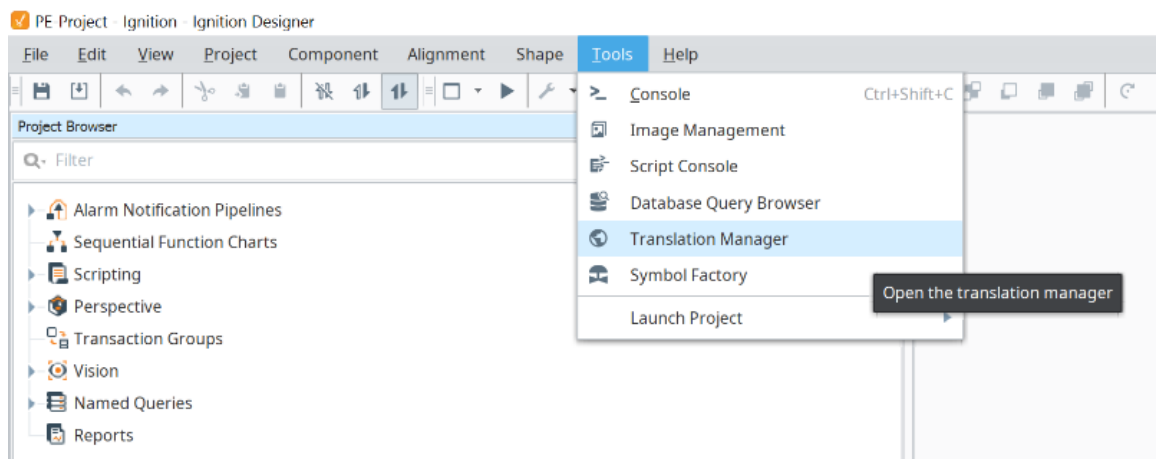 PE-Project - Ignition - Ignition Designer
File Edit View Project Component Alignment Shape Tools Help
Project Browser
Filter
Alarm Notification Pipelines
Sequential Function Charts
Scripting
Perspective
Transaction Groups
Vision
Named Queries
Reports
Console Ctrl+Shift+C
Image Management
Script Console
Database Query Browser
Translation Manager
Symbol Factory
Launch Project
Open the translation manager